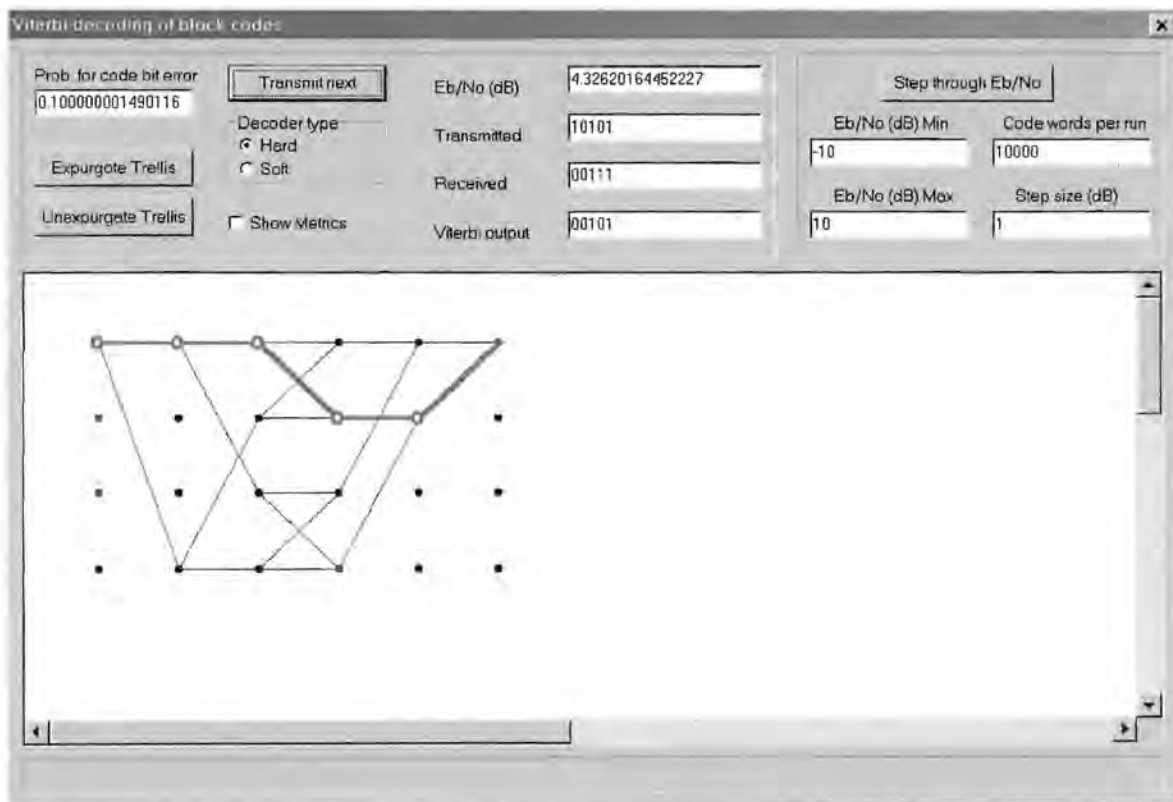 Viterbi decoding of block codes
Prob. for code bit error
0.100000001490116
Expurgote Trellis
Unexpurgate Trellis
Transmit next
Decoder type
Hard
Soft
Show Metrics
Eb/No (dB)
4.32620164452227
Transmitted
10101
Received
00111
Viterbi output
00101
Step through Eb/No
Eb/No (dB) Min
-10
Code words per run
10000
Eb/No (dB) Max
10
Step size (dB)
1